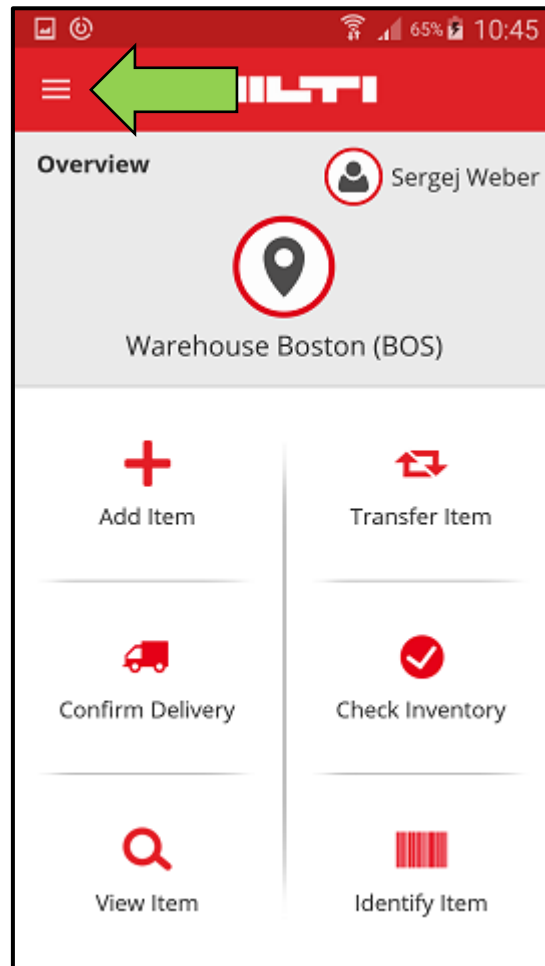 65% 10:45
HILTI
Overview
Sergej Weber
Warehouse Boston (BOS)
Add Item
Transfer Item
Confirm Delivery
Check Inventory
View Item
Identify Item